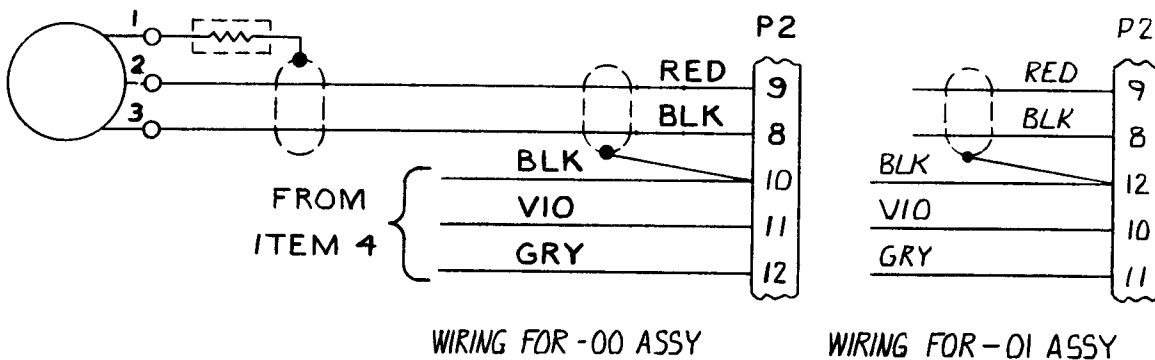 1
2
3
P2
RED 9
BLK 8
BLK 10
VIO 11
GRY 12
FROM
ITEM 4
WIRING FOR -00 ASSY
P2
RED 9
BLK 8
BLK 12
VIO 10
GRY 11
WIRING FOR -01 ASSY